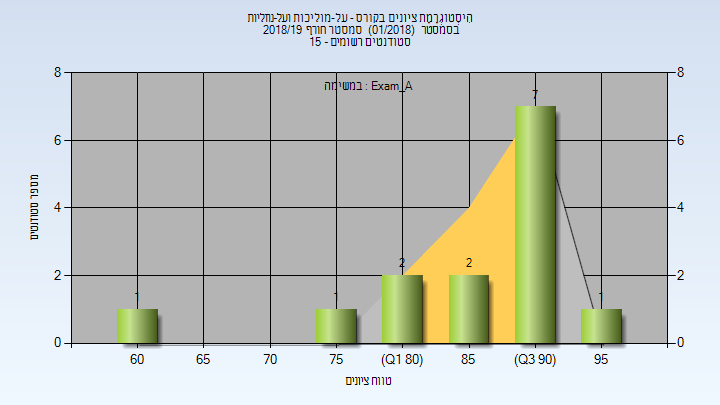 היסטוגרמת ציונים בקורס - על-מוליכות ועל-נוזליות
בסמסטר (01/2018) סמסטר חורף 2018/19
סטודנטים רשומים - 15
במשימה : Exam_A
8 8
6 6
4 4
2 2
0 0
מספר סטודנטים
1 1 2 2 7 1
60 65 70 75 (Q1 80) 85 (Q3 90) 95
טווח ציונים